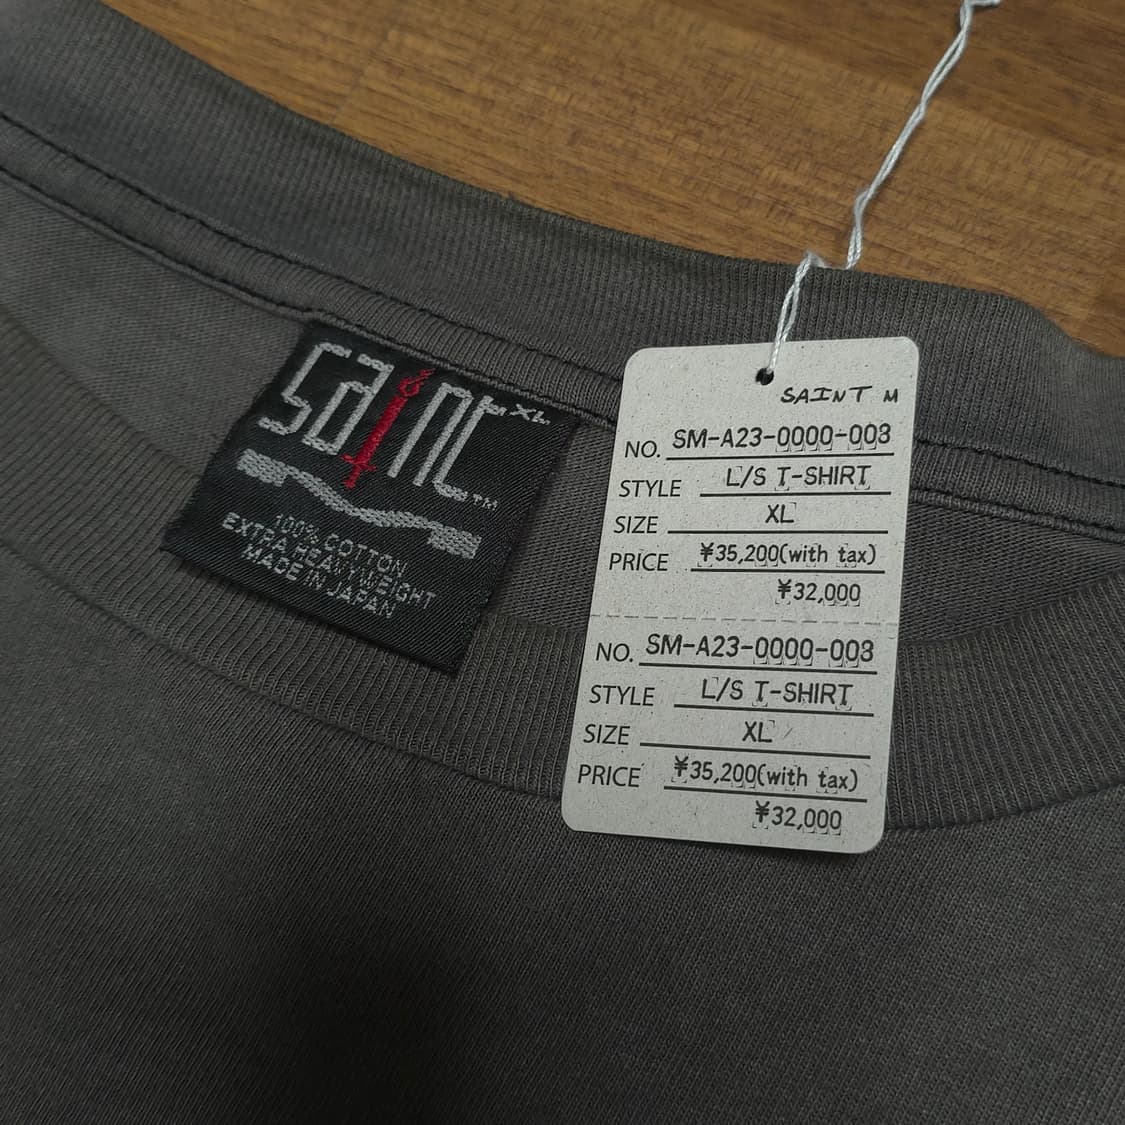 saint XL
TM
100% COTTON
EXTRA HEAVYWEIGHT
MADE IN JAPAN
SAINT M
NO. SM-A23-0000-003
STYLE L/S T-SHIRT
SIZE XL
PRICE ¥35,200(with tax)
¥32,000
NO. SM-A23-0000-003
STYLE L/S T-SHIRT
SIZE XL
PRICE ¥35,200(with tax)
¥32,000